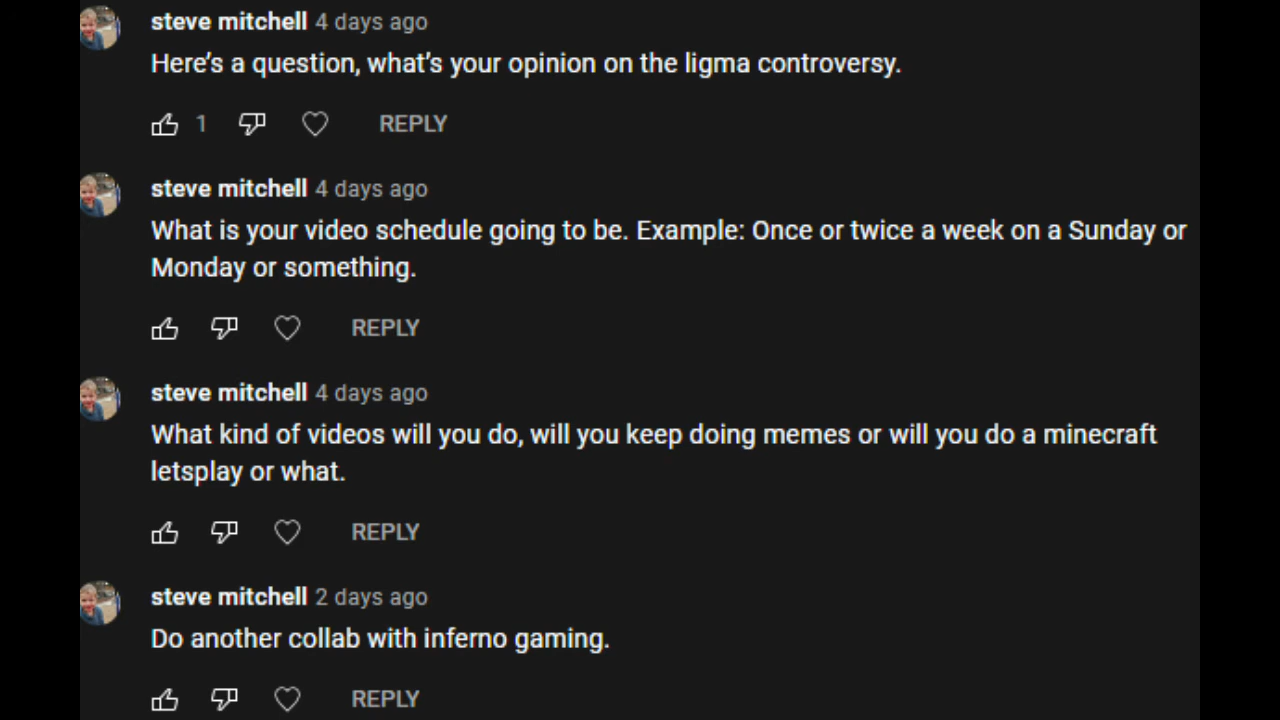 steve mitchell 4 days ago
Here's a question, what's your opinion on the ligma controversy.
1 REPLY
steve mitchell 4 days ago
What is your video schedule going to be. Example: Once or twice a week on a Sunday or
Monday or something.
REPLY
steve mitchell 4 days ago
What kind of videos will you do, will you keep doing memes or will you do a minecraft
letsplay or what.
REPLY
steve mitchell 2 days ago
Do another collab with inferno gaming.
REPLY